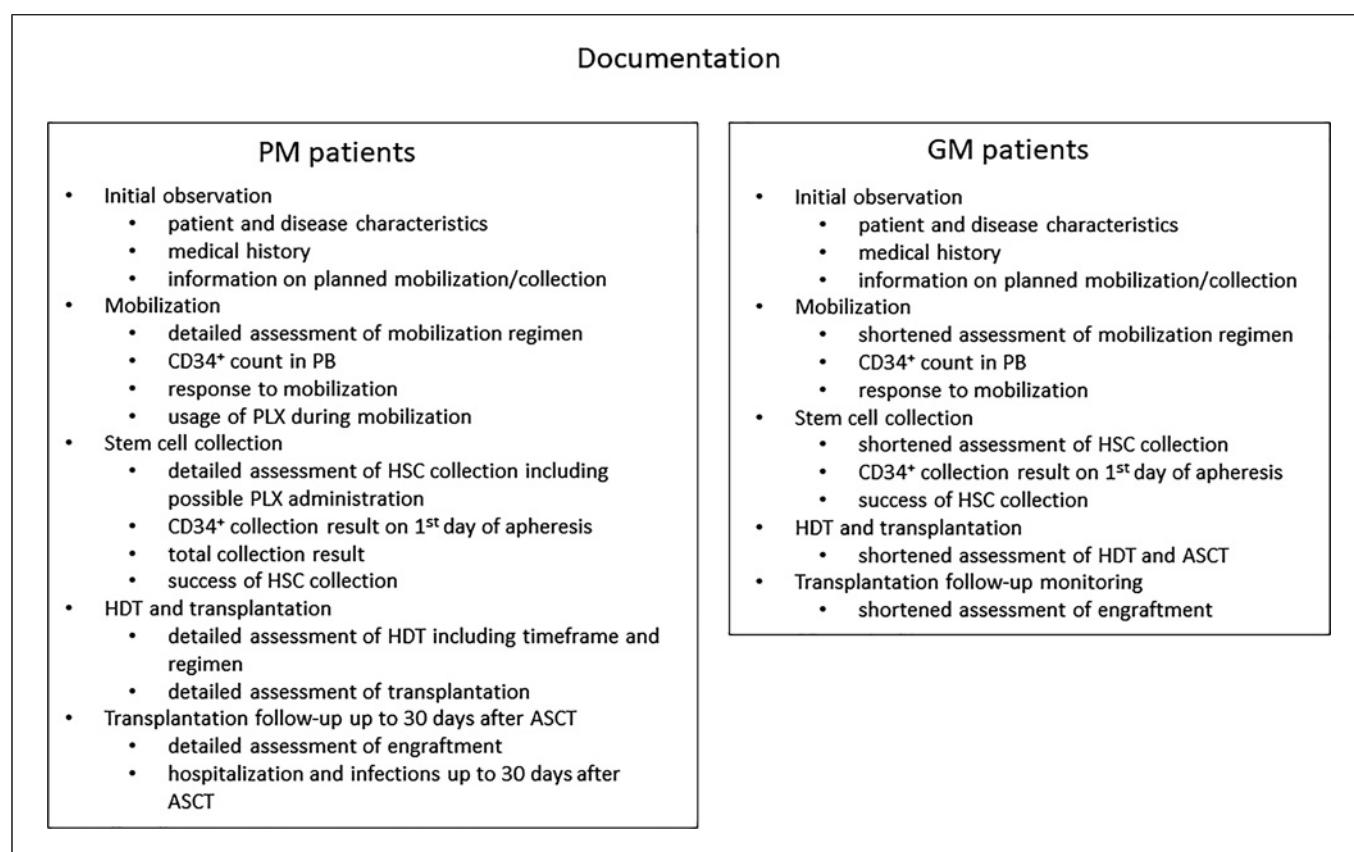 Documentation
PM patients
• Initial observation
• patient and disease characteristics
• medical history
• information on planned mobilization/collection
• Mobilization
• detailed assessment of mobilization regimen
• CD34⁺ count in PB
• response to mobilization
• usage of PLX during mobilization
• Stem cell collection
• detailed assessment of HSC collection including
possible PLX administration
• CD34⁺ collection result on 1ˢᵗ day of apheresis
• total collection result
• success of HSC collection
• HDT and transplantation
• detailed assessment of HDT including timeframe and
regimen
• detailed assessment of transplantation
• Transplantation follow-up up to 30 days after ASCT
• detailed assessment of engraftment
• hospitalization and infections up to 30 days after
ASCT
GM patients
• Initial observation
• patient and disease characteristics
• medical history
• information on planned mobilization/collection
• Mobilization
• shortened assessment of mobilization regimen
• CD34⁺ count in PB
• response to mobilization
• Stem cell collection
• shortened assessment of HSC collection
• CD34⁺ collection result on 1ˢᵗ day of apheresis
• success of HSC collection
• HDT and transplantation
• shortened assessment of HDT and ASCT
• Transplantation follow-up monitoring
• shortened assessment of engraftment